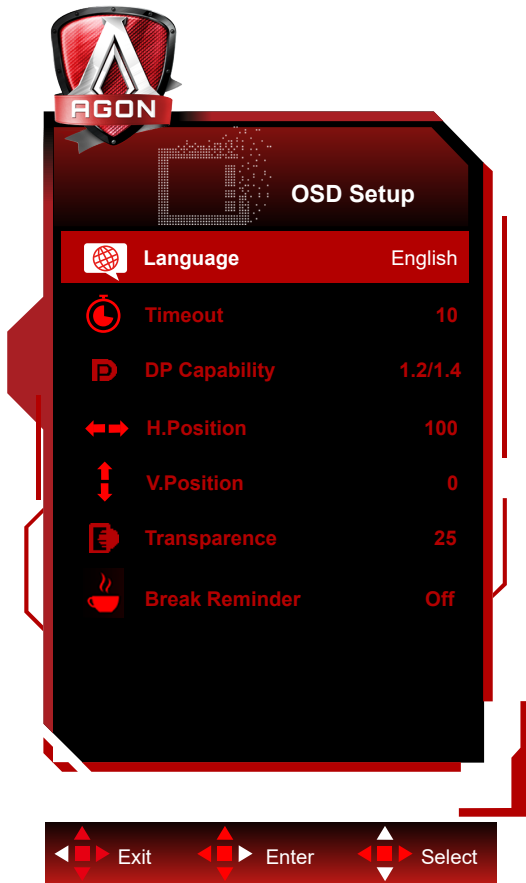 AGON
OSD Setup
Language English
Timeout 10
DP Capability 1.2/1.4
H.Position 100
V.Position 0
Transparence 25
Break Reminder Off
Exit Enter Select